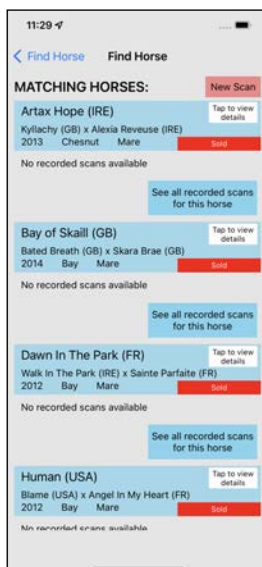 11:29
Find Horse Find Horse
MATCHING HORSES: New Scan
Artax Hope (IRE) Tap to view
details
Kyllachy (GB) x Alexia Reveuse (IRE)
2013 Chesnut Mare Sold
No recorded scans available
See all recorded scans
for this horse
Bay of Skaill (GB) Tap to view
details
Bated Breath (GB) x Skara Brae (GB)
2014 Bay Mare Sold
No recorded scans available
See all recorded scans
for this horse
Dawn In The Park (FR) Tap to view
details
Walk In The Park (IRE) x Sainte Parfaite (FR)
2012 Bay Mare Sold
No recorded scans available
See all recorded scans
for this horse
Human (USA) Tap to view
details
Blame (USA) x Angel In My Heart (FR)
2012 Bay Mare Sold
No recorded scans available